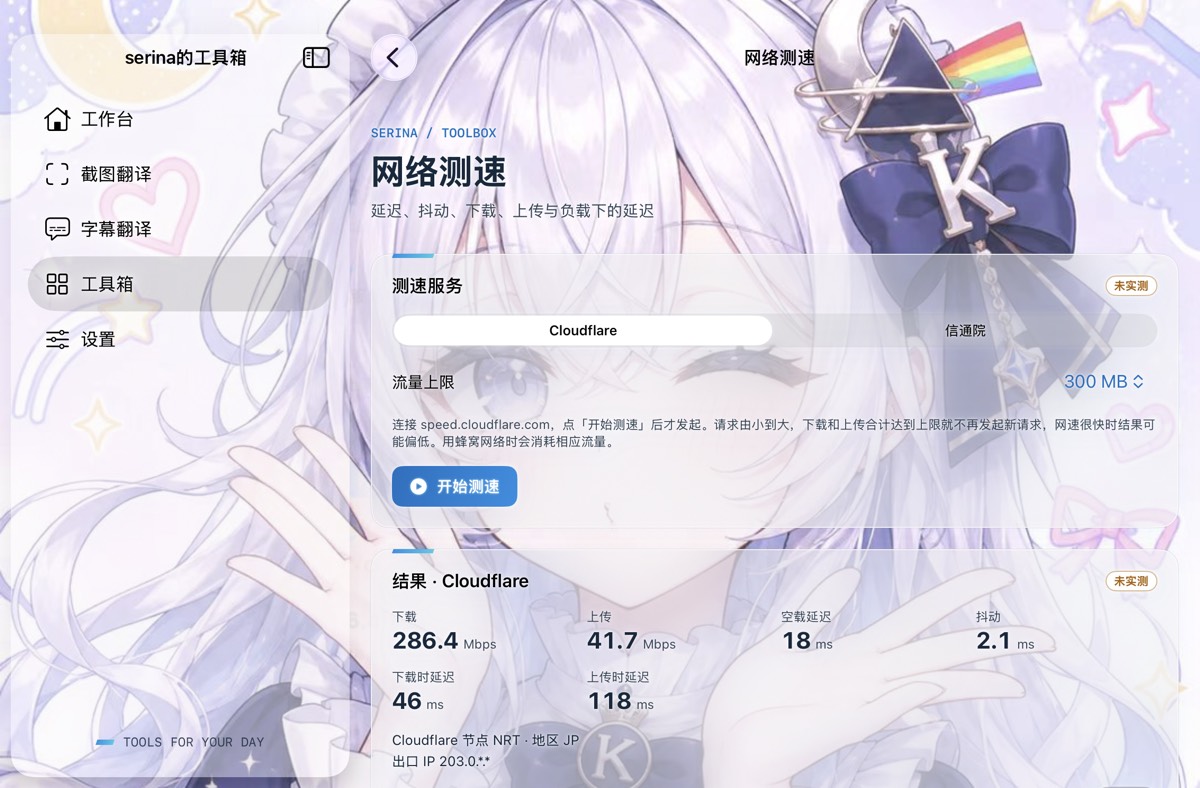 serina的工具箱
工作台
截图翻译
字幕翻译
工具箱
设置
TOOLS FOR YOUR DAY
网络测速
SERINA / TOOLBOX
网络测速
延迟、抖动、下载、上传与负载下的延迟
测速服务
未实测
Cloudflare
信通院
流量上限
300 MB
连接 speed.cloudflare.com，点「开始测速」后才发起。请求由小到大，下载和上传合计达到上限就不再发起新请求，网速很快时结果可
能偏低。用蜂窝网络时会消耗相应流量。
开始测速
结果 · Cloudflare
未实测
下载
286.4 Mbps
上传
41.7 Mbps
空载延迟
18 ms
抖动
2.1 ms
下载时延迟
46 ms
上传时延迟
118 ms
Cloudflare 节点 NRT · 地区 JP
出口 IP 203.0.*.*
K
K